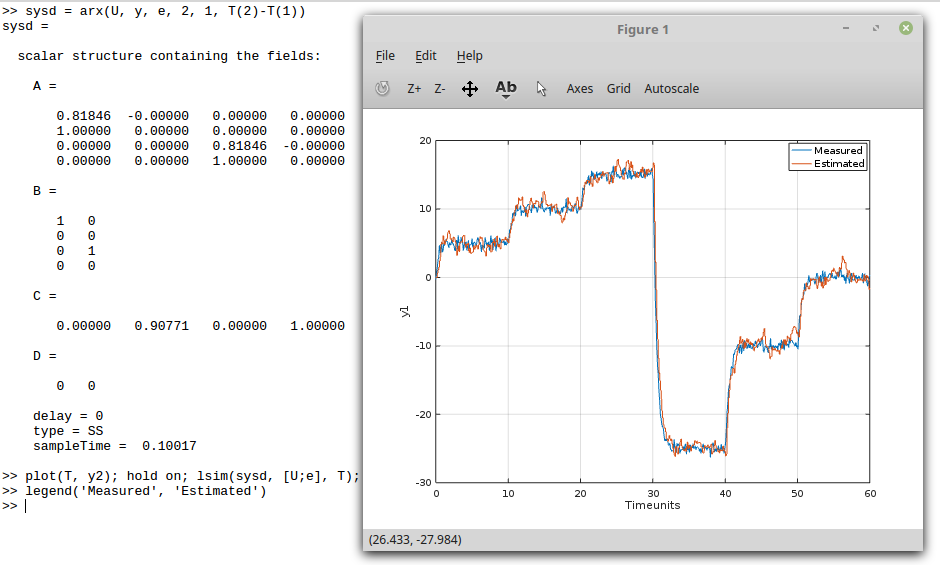 >> sysd = arx(U, y, e, 2, 1, T(2)-T(1))
sysd =
scalar structure containing the fields:
A =
0.81846 -0.00000 0.00000 0.00000
1.00000 0.00000 0.00000 0.00000
0.00000 0.00000 0.81846 -0.00000
0.00000 0.00000 1.00000 0.00000
B =
1 0
0 0
0 1
0 0
C =
0.00000 0.90771 0.00000 1.00000
D =
0 0
delay = 0
type = SS
sampleTime = 0.10017
>> plot(T, y2); hold on; lsim(sysd, [U;e], T);
>> legend('Measured', 'Estimated')
>>
Figure 1
File Edit Help
Z+ Z- Ab Axes Grid Autoscale
Measured
Estimated
20
10
0
-10
-20
-30
y1
0 10 20 30 40 50 60
Timeunits
(26.433, -27.984)